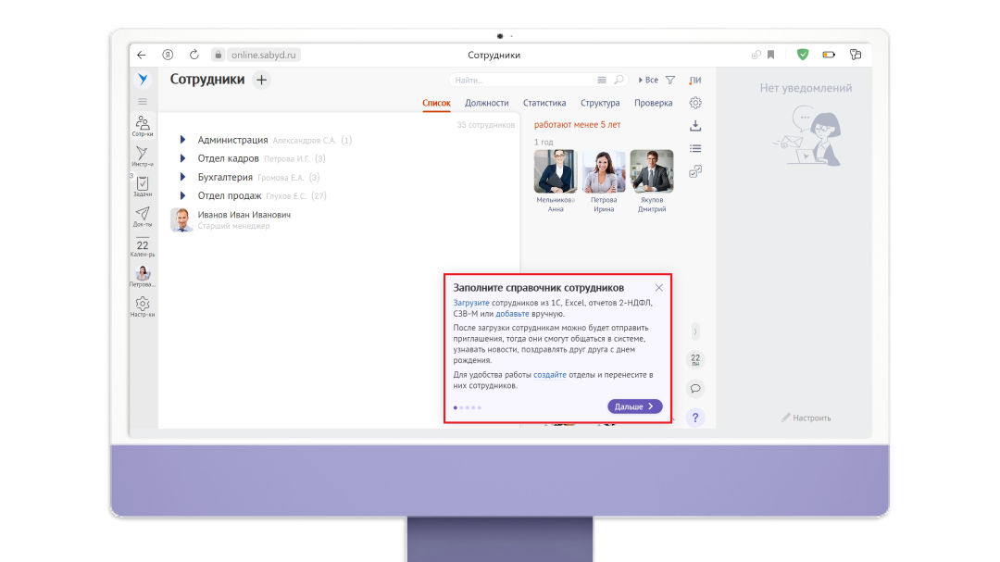 online.sabyd.ru
Сотрудники
Сотрудники
Найти...
Все
ЛИ
Список Должности Статистика Структура Проверка
35 сотрудников
Администрация Александров С.А. (1)
Отдел кадров Петрова И.Г. (3)
Бухгалтерия Громова Е.А. (3)
Отдел продаж Глухов Е.С. (27)
Иванов Иван Иванович
Старший менеджер
работают менее 5 лет
1 год
Мельникова Анна
Петрова Ирина
Якупов Дмитрий
Нет уведомлений
Сотр-ки
Инстр-и
3
Задачи
Док-ты
22
Кален-рь
Петрова...
Настр-ки
Заполните справочник сотрудников
Загрузите сотрудников из 1С, Excel, отчетов 2-НДФЛ,
СЗВ-М или добавьте вручную.
После загрузки сотрудникам можно будет отправить
приглашения, тогда они смогут общаться в системе,
узнавать новости, поздравлять друг друга с днем
рождения.
Для удобства работы создайте отделы и перенесите в
них сотрудников.
Дальше
22
пн
?
Настроить